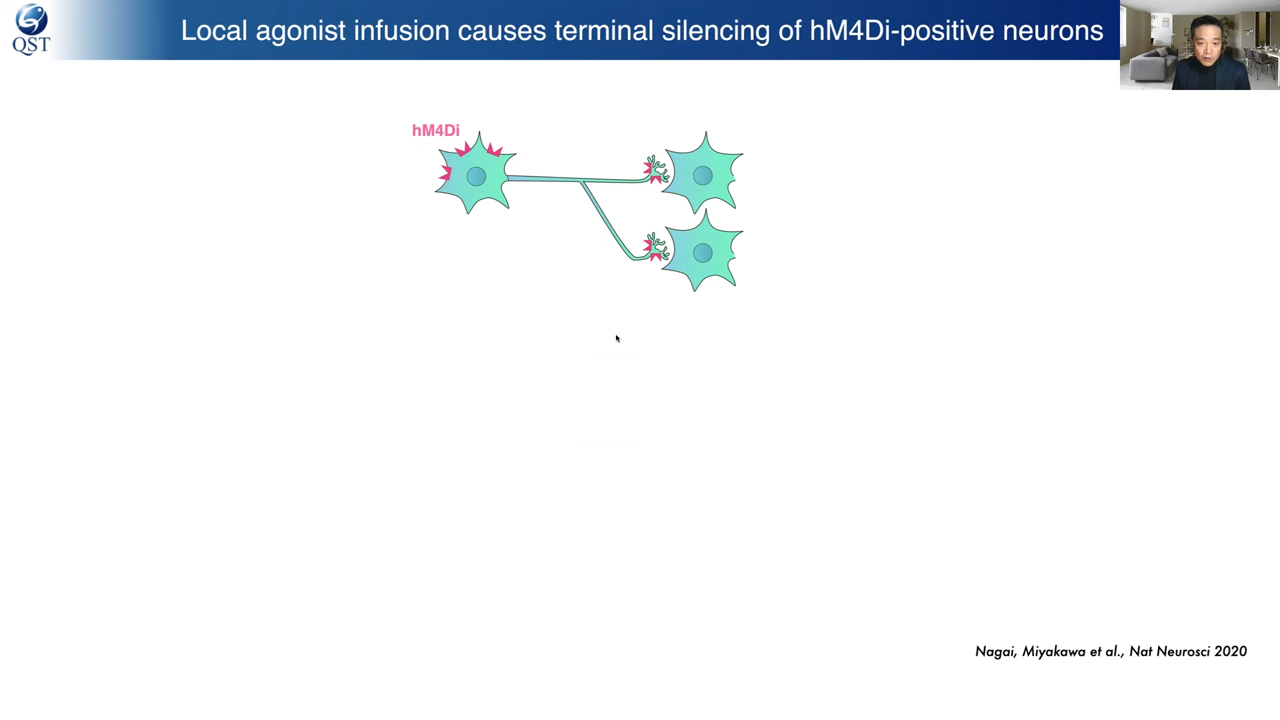 QST
Local agonist infusion causes terminal silencing of hM4Di-positive neurons
hM4Di
Nagai, Miyakawa et al., Nat Neurosci 2020